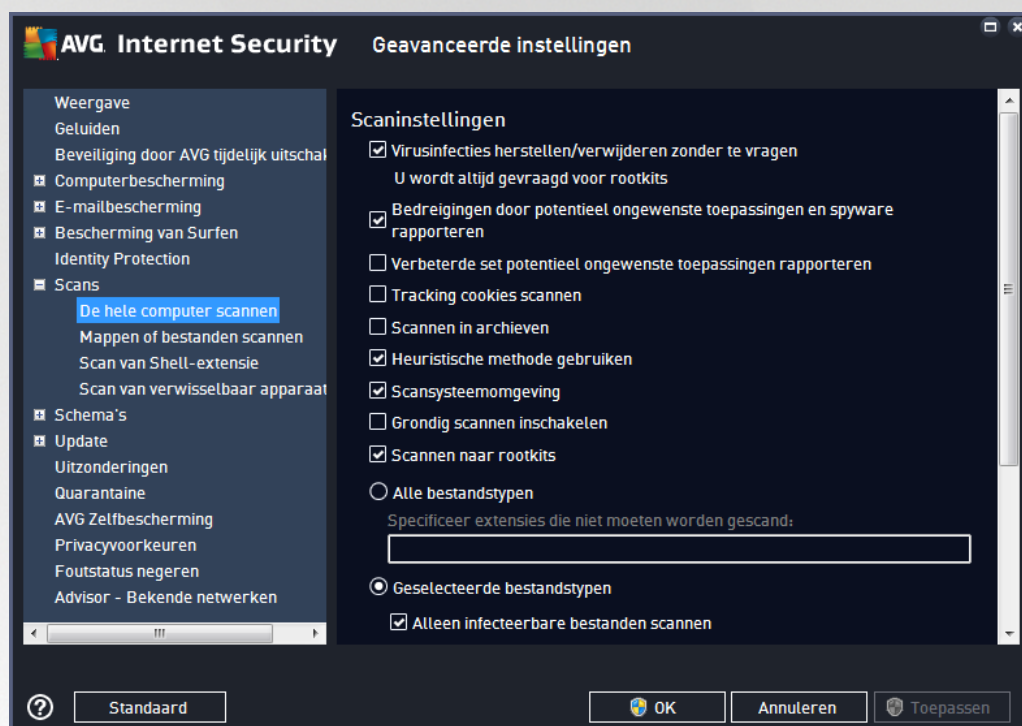 AVG. Internet Security
Geavanceerde instellingen
Weergave
Geluiden
Beveiliging door AVG tijdelijk uitschal
Computerbescherming
E-mailbescherming
Bescherming van Surfen
Identity Protection
Scans
De hele computer scannen
Mappen of bestanden scannen
Scan van Shell-extensie
Scan van verwisselbaar apparaat
Schema's
Update
Uitzonderingen
Quarantaine
AVG Zelfbescherming
Privacyvoorkeuren
Foutstatus negeren
Advisor - Bekende netwerken
Scaninstellingen
Virusinfecties herstellen/verwijderen zonder te vragen
U wordt altijd gevraagd voor rootkits
Bedreigingen door potentieel ongewenste toepassingen en spyware
rapporteren
Verbeterde set potentieel ongewenste toepassingen rapporteren
Tracking cookies scannen
Scannen in archieven
Heuristische methode gebruiken
Scansysteemomgeving
Grondig scannen inschakelen
Scannen naar rootkits
Alle bestandstypen
Specificeer extensies die niet moeten worden gescand:
Geselecteerde bestandstypen
Alleen infecteerbare bestanden scannen
Standaard
OK
Annuleren
Toepassen